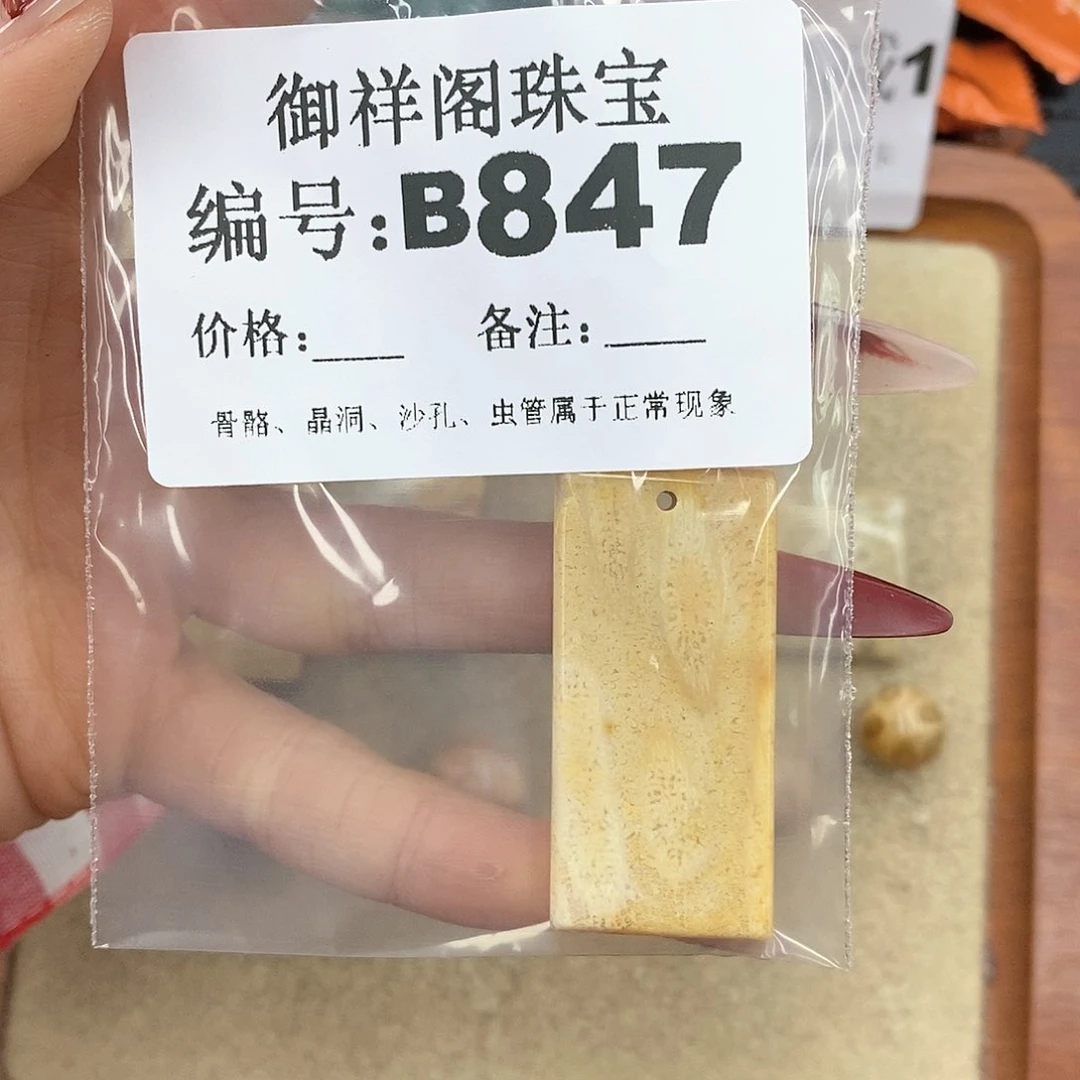 御祥阁珠宝
编号:B847
价格:____ 备注:____
骨骼、晶洞、沙孔、虫管属于正常现象
1